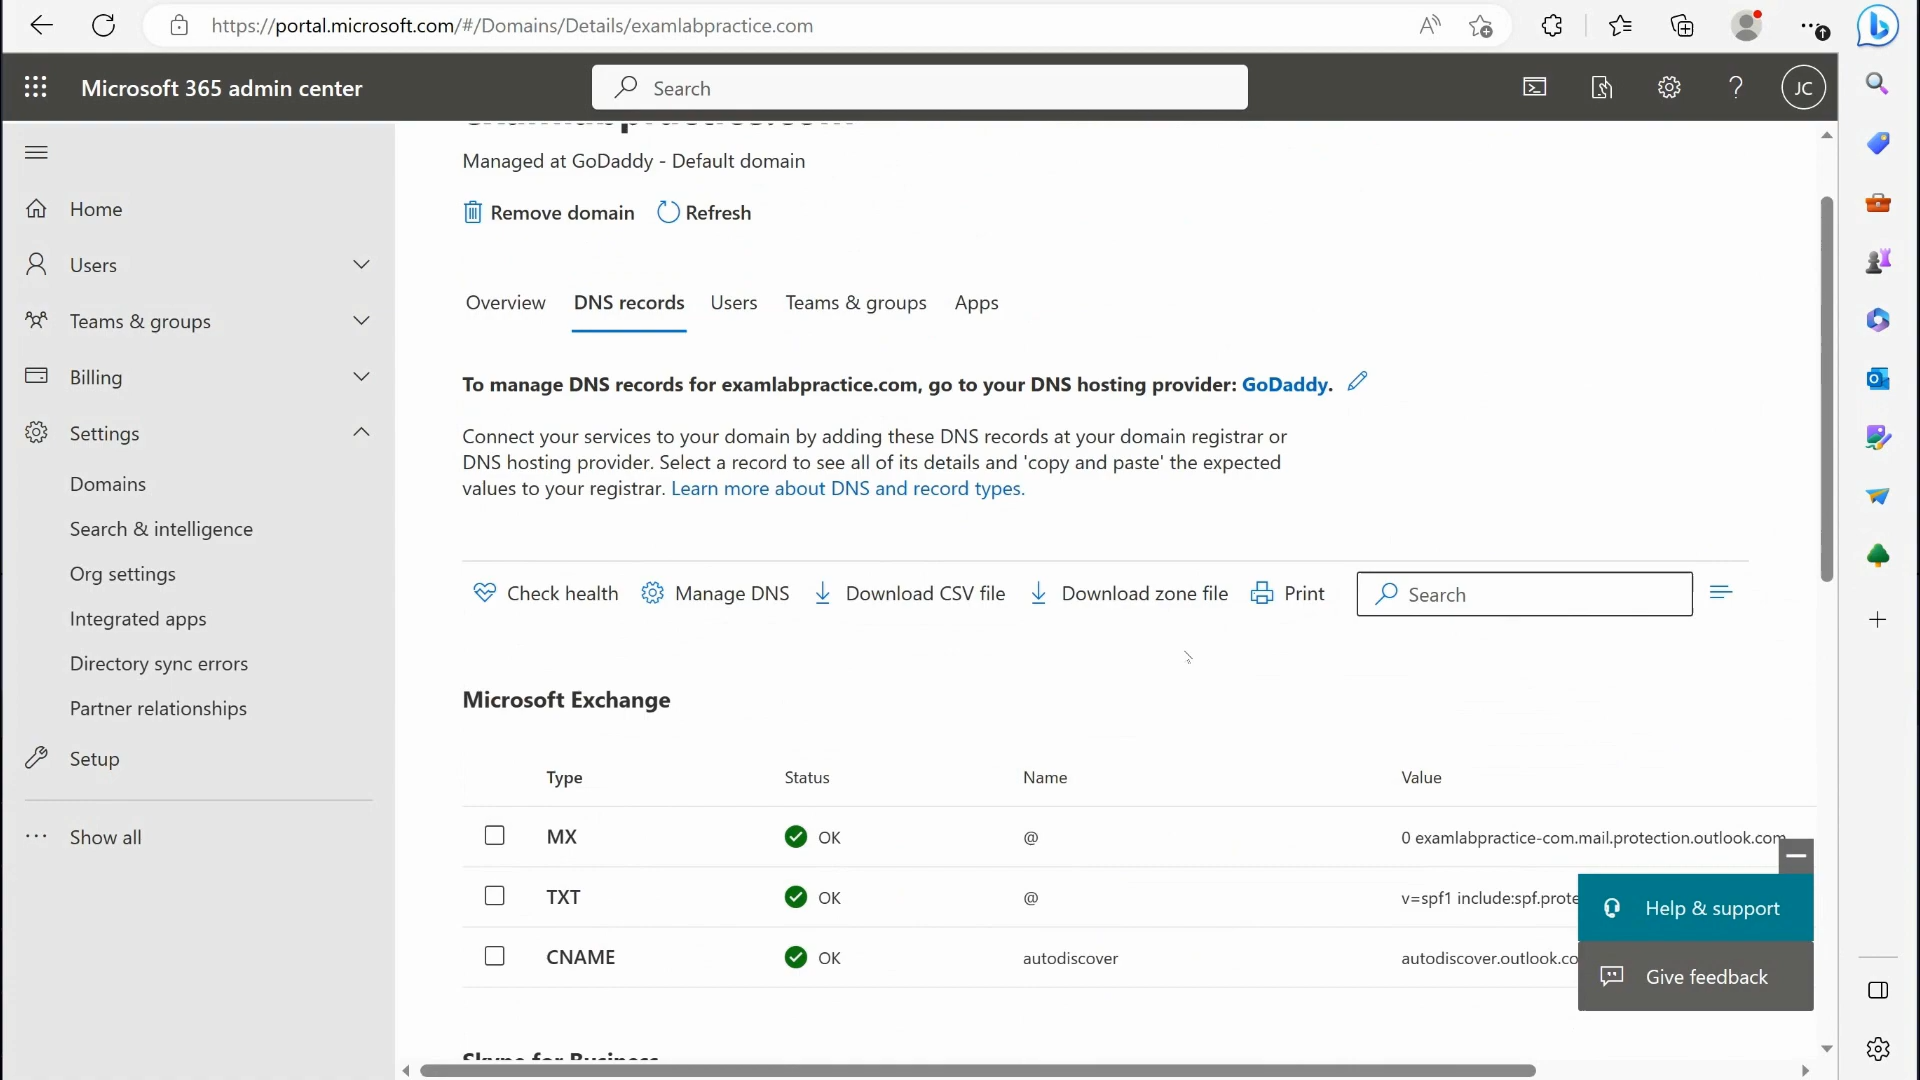 https://portal.microsoft.com/#/Domains/Details/examlabpractice.com
Microsoft 365 admin center
Search
JC
examlabpractice.com
Managed at GoDaddy - Default domain
Remove domain
Refresh
Home
Users
Teams & groups
Billing
Settings
Domains
Search & intelligence
Org settings
Integrated apps
Directory sync errors
Partner relationships
Setup
Show all
Overview
DNS records
Users
Teams & groups
Apps
To manage DNS records for examlabpractice.com, go to your DNS hosting provider: GoDaddy.
Connect your services to your domain by adding these DNS records at your domain registrar or
DNS hosting provider. Select a record to see all of its details and 'copy and paste' the expected
values to your registrar. Learn more about DNS and record types.
Check health
Manage DNS
Download CSV file
Download zone file
Print
Search
Microsoft Exchange
Type Status Name Value
MX OK @ 0 examlabpractice-com.mail.protection.outlook.com
TXT OK @ v=spf1 include:spf.prote
CNAME OK autodiscover autodiscover.outlook.co
Skype for Business
Help & support
Give feedback